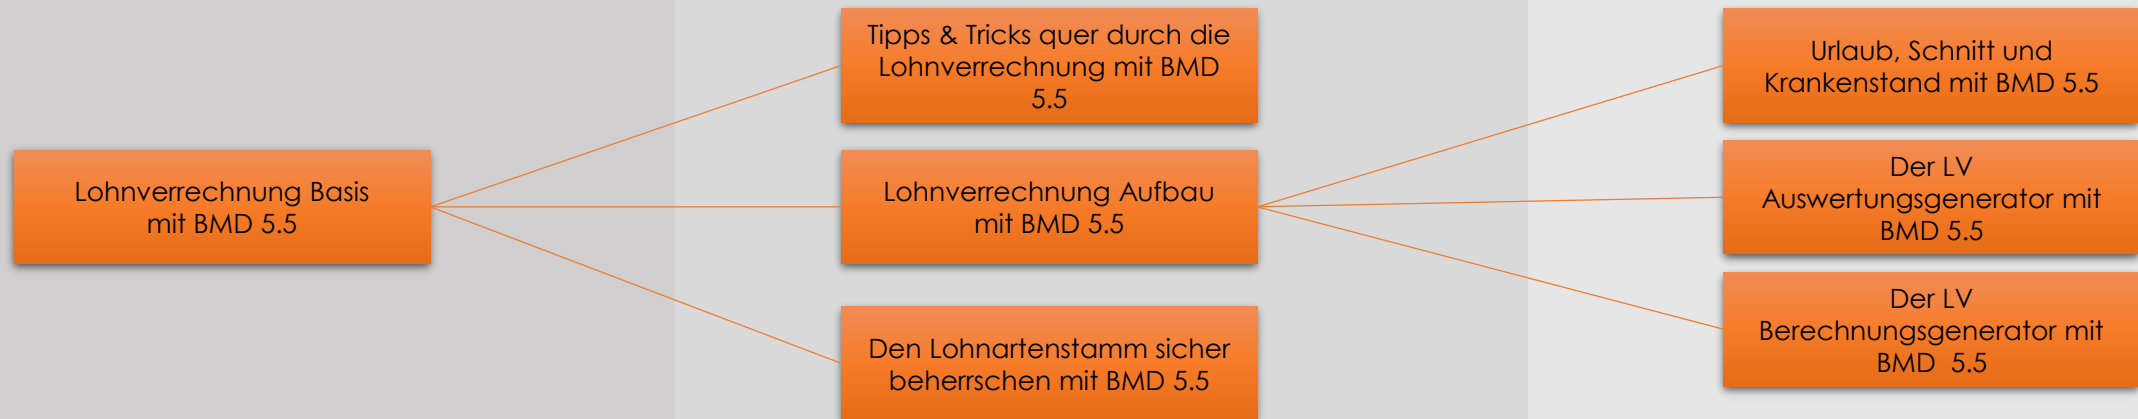 Lohnverrechnung Basis
mit BMD 5.5
Tipps & Tricks quer durch die
Lohnverrechnung mit BMD
5.5
Lohnverrechnung Aufbau
mit BMD 5.5
Den Lohnartenstamm sicher
beherrschen mit BMD 5.5
Urlaub, Schnitt und
Krankenstand mit BMD 5.5
Der LV
Auswertungsgenerator mit
BMD 5.5
Der LV
Berechnungsgenerator mit
BMD  5.5